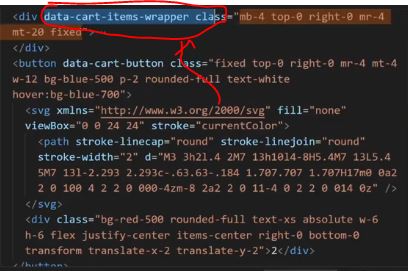 <div data-cart-items-wrapper class="mb-4 top-0 right-0 mr-4
mt-20 fixed">
</div>
<button data-cart-button class="fixed top-0 right-0 mr-4 mt-4
w-12 bg-blue-500 p-2 rounded-full text-white
hover:bg-blue-700">
<svg xmlns="http://www.w3.org/2000/svg" fill="none"
viewBox="0 0 24 24" stroke="currentColor">
<path stroke-linecap="round" stroke-linejoin="round"
stroke-width="2" d="M3 3h2l.4 2M7 13h10l4-8H5.4M7 13L5.4
5M7 13l-2.293 2.293c-.63.63-.184 1.707.707 1.707H17m0 0a2
2 0 100 4 2 2 0 000-4zm-8 2a2 2 0 11-4 0 2 2 0 014 0z" />
</svg>
<div class="bg-red-500 rounded-full text-xs absolute w-6
h-6 flex justify-center items-center right-0 bottom-0
transform translate-x-2 translate-y-2">2</div>
</button>